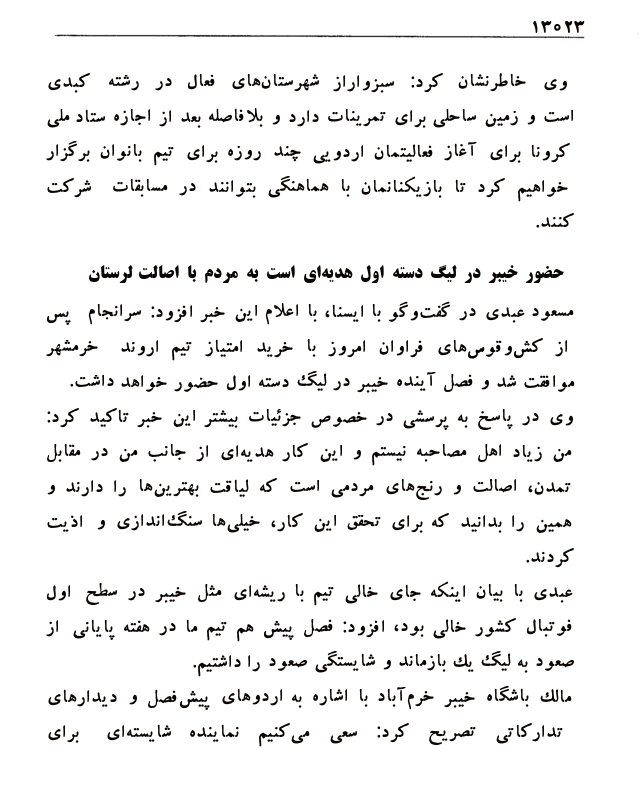 ۱۳۰۲۳
وی خاطرنشان کرد: سبزواراز شهرستان‌های فعال در رشته کبدی
است و زمین ساحلی برای تمرینات دارد و بلافاصله بعد از اجازه ستاد ملی
کرونا برای آغاز فعالیتمان اردویی چند روزه برای تیم بانوان برگزار
خواهیم کرد تا بازیکنانمان با هماهنگی بتوانند در مسابقات شرکت
کنند.
حضور خیبر در لیگ دسته اول هدیه‌ای است به مردم با اصالت لرستان
مسعود عبدی در گفت‌وگو با ایسنا، با اعلام این خبر افزود: سرانجام پس
از کش‌وقوس‌های فراوان امروز با خرید امتیاز تیم اروند خرمشهر
موافقت شد و فصل آینده خیبر در لیگ دسته اول حضور خواهد داشت.
وی در پاسخ به پرسشی در خصوص جزئیات بیشتر این خبر تاکید کرد:
من زیاد اهل مصاحبه نیستم و این کار هدیه‌ای از جانب من در مقابل
تمدن، اصالت و رنج‌های مردمی است که لیاقت بهترین‌ها را دارند و
همین را بدانید که برای تحقق این کار، خیلی‌ها سنگ‌اندازی و اذیت
کردند.
عبدی با بیان اینکه جای خالی تیم با ریشه‌ای مثل خیبر در سطح اول
فوتبال کشور خالی بود، افزود: فصل پیش هم تیم ما در هفته پایانی از
صعود به لیگ یك بازماند و شایستگی صعود را داشتیم.
مالك باشگاه خیبر خرم‌آباد با اشاره به اردوهای پیش‌فصل و دیدارهای
تدارکاتی تصریح کرد: سعی می‌کنیم نماینده شایسته‌ای برای